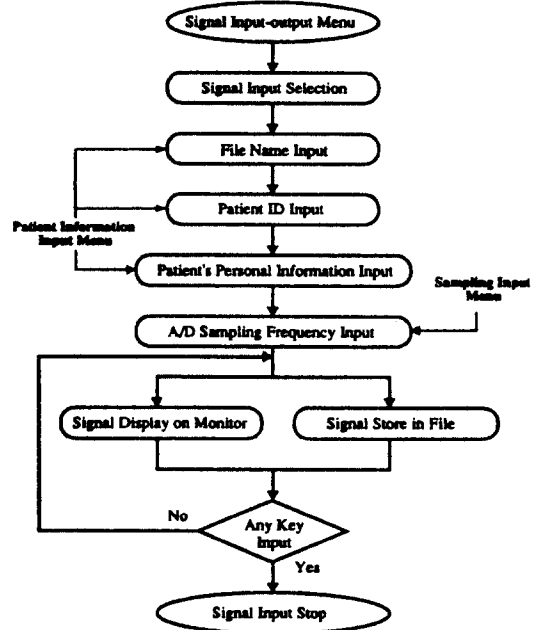 Signal Input-output Menu
Signal Input Selection
File Name Input
Patient ID Input
Patient Information
Input Menu
Patient's Personal Information Input
Sampling Input
Menu
A/D Sampling Frequency Input
Signal Display on Monitor
Signal Store in File
No
Any Key
Input
Yes
Signal Input Stop